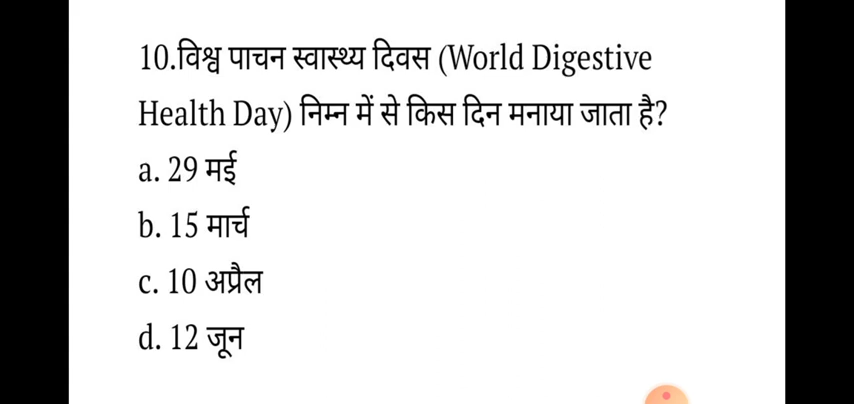 10.विश्व पाचन स्वास्थ्य दिवस (World Digestive
Health Day) निम्न में से किस दिन मनाया जाता है?
a. 29 मई
b. 15 मार्च
c. 10 अप्रैल
d. 12 जून